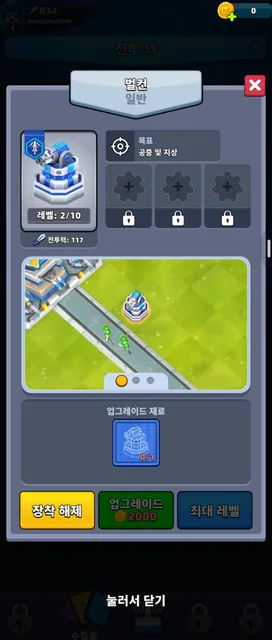 834
0
전투 덱
벌컨
일반
목표
공중 및 지상
레벨: 2/10
전투력: 117
업그레이드 재료
0/1
장착 해제
업그레이드
2000
최대 레벨
눌러서 닫기